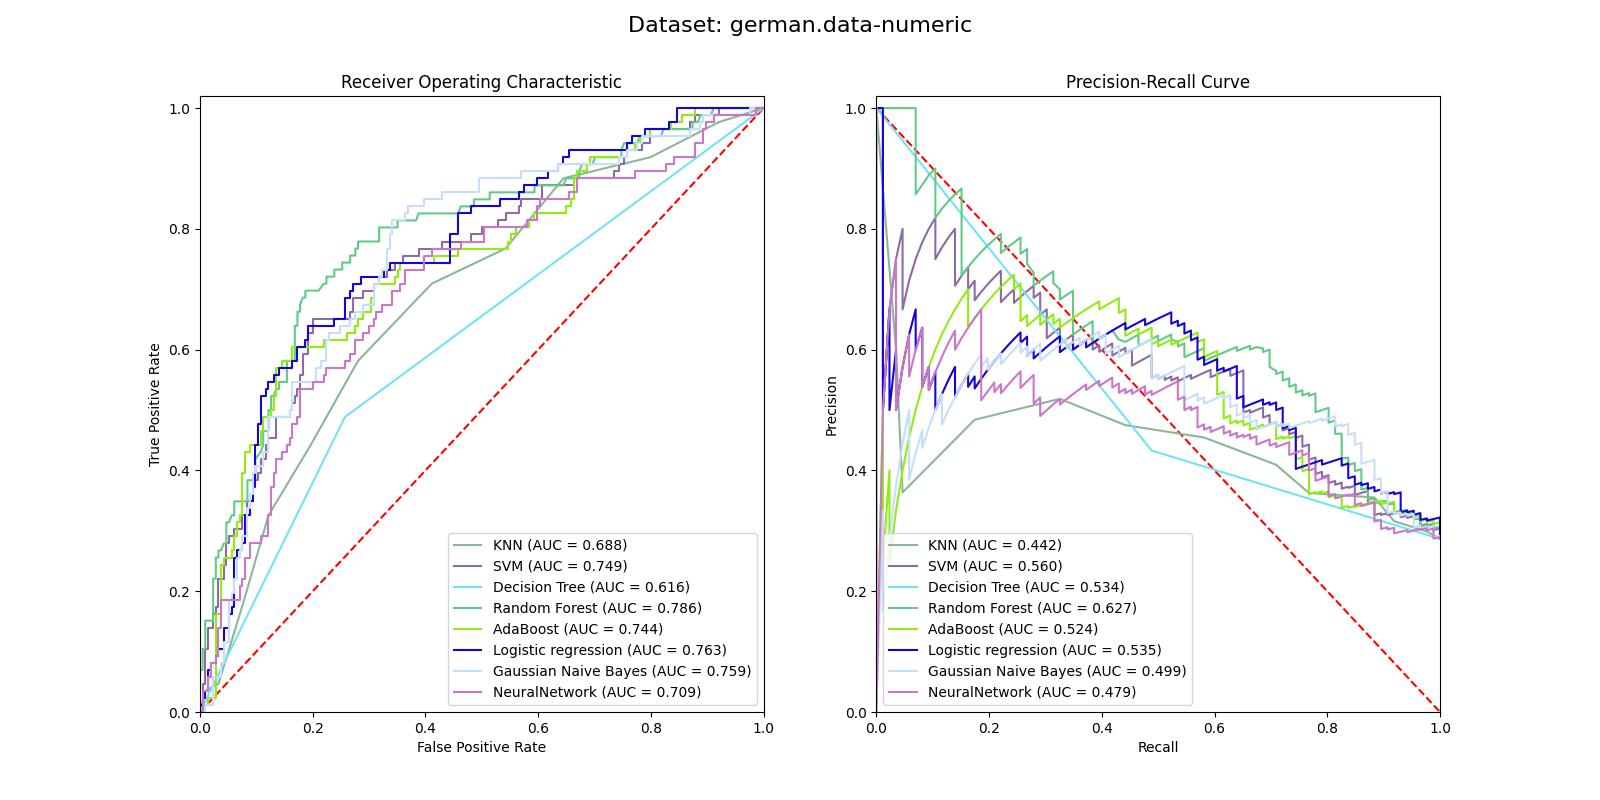 Dataset: german.data-numeric
Receiver Operating Characteristic
True Positive Rate
1.0
0.8
0.6
0.4
0.2
0.0
KNN (AUC = 0.688)
SVM (AUC = 0.749)
Decision Tree (AUC = 0.616)
Random Forest (AUC = 0.786)
AdaBoost (AUC = 0.744)
Logistic regression (AUC = 0.763)
Gaussian Naive Bayes (AUC = 0.759)
NeuralNetwork (AUC = 0.709)
0.0 0.2 0.4 0.6 0.8 1.0
False Positive Rate
Precision-Recall Curve
Precision
1.0
0.8
0.6
0.4
0.2
0.0
KNN (AUC = 0.442)
SVM (AUC = 0.560)
Decision Tree (AUC = 0.534)
Random Forest (AUC = 0.627)
AdaBoost (AUC = 0.524)
Logistic regression (AUC = 0.535)
Gaussian Naive Bayes (AUC = 0.499)
NeuralNetwork (AUC = 0.479)
0.0 0.2 0.4 0.6 0.8 1.0
Recall